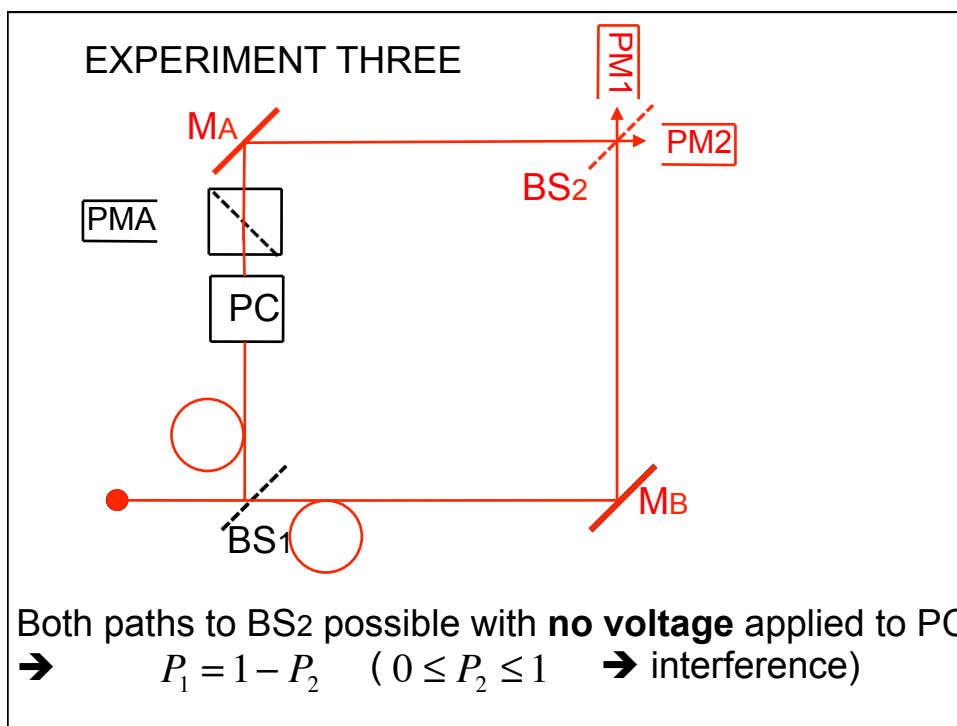 EXPERIMENT THREE
PM1
MA
PM2
BS2
PMA
PC
MB
BS1
Both paths to BS2 possible with no voltage applied to PC
➔ P₁ = 1 − P₂ ( 0 ≤ P₂ ≤ 1 ➔ interference)